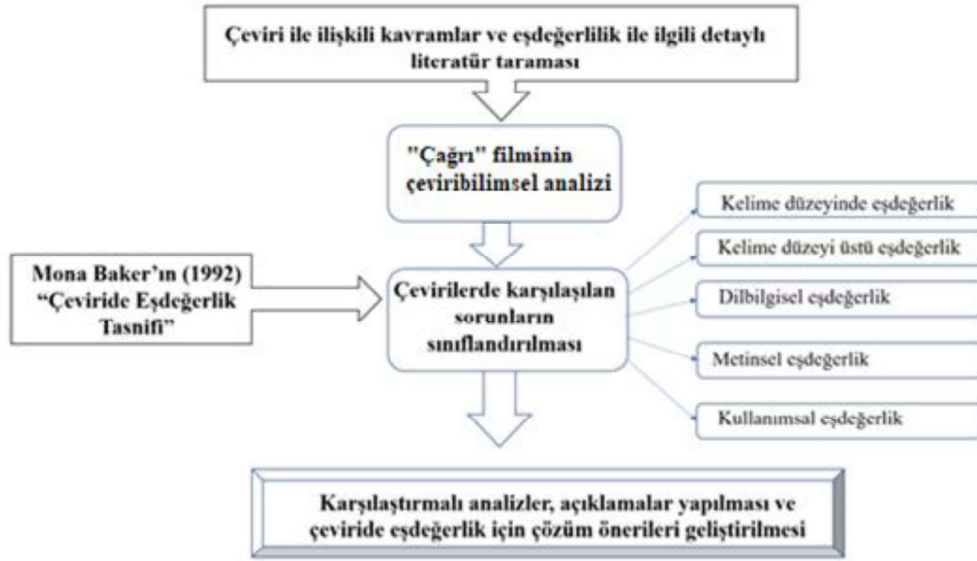 Çeviri ile ilişkili kavramlar ve eşdeğerlilik ile ilgili detaylı
literatür taraması
"Çağrı" filminin
çeviribilimsel analizi
Mona Baker'ın (1992)
“Çeviride Eşdeğerlik
Tasnifi”
Çevirilerde karşılaşılan
sorunların
sınıflandırılması
Kelime düzeyinde eşdeğerlik
Kelime düzeyi üstü eşdeğerlik
Dilbilgisel eşdeğerlik
Metinsel eşdeğerlik
Kullanımsal eşdeğerlik
Karşılaştırmalı analizler, açıklamalar yapılması ve
çeviride eşdeğerlik için çözüm önerileri geliştirilmesi